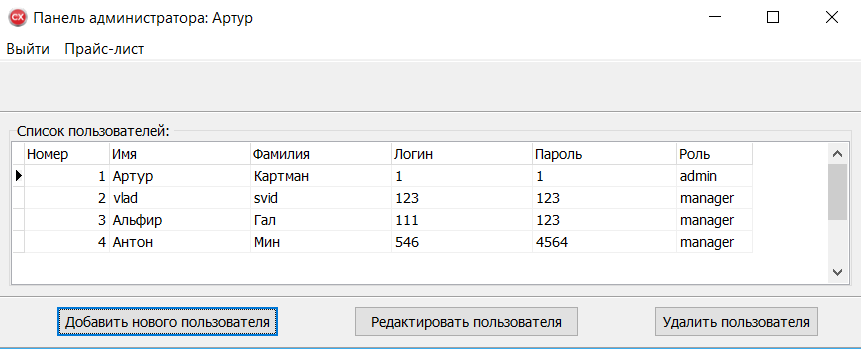 CX Панель администратора: Артур
Выйти Прайс-лист
Список пользователей:
Номер Имя Фамилия Логин Пароль Роль
1 Артур Картман 1 1 admin
2 vlad svid 123 123 manager
3 Альфир Гал 111 123 manager
4 Антон Мин 546 4564 manager
Добавить нового пользователя Редактировать пользователя Удалить пользователя